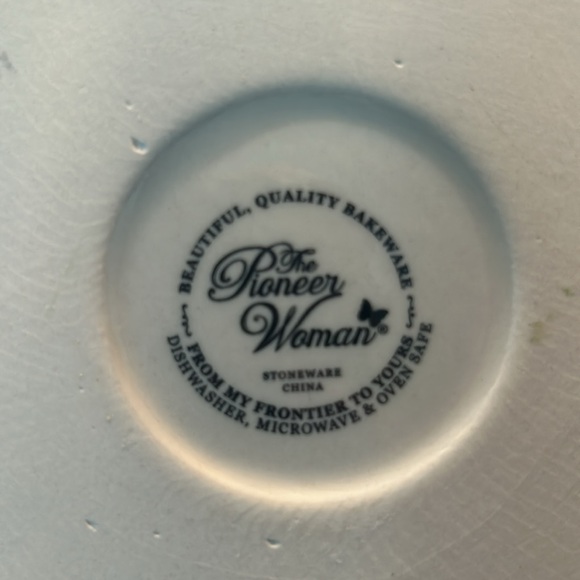 BEAUTIFUL, QUALITY BAKEWARE
The
Pioneer
Woman®
STONEWARE
CHINA
FROM MY FRONTIER TO YOURS
DISHWASHER, MICROWAVE & OVEN SAFE